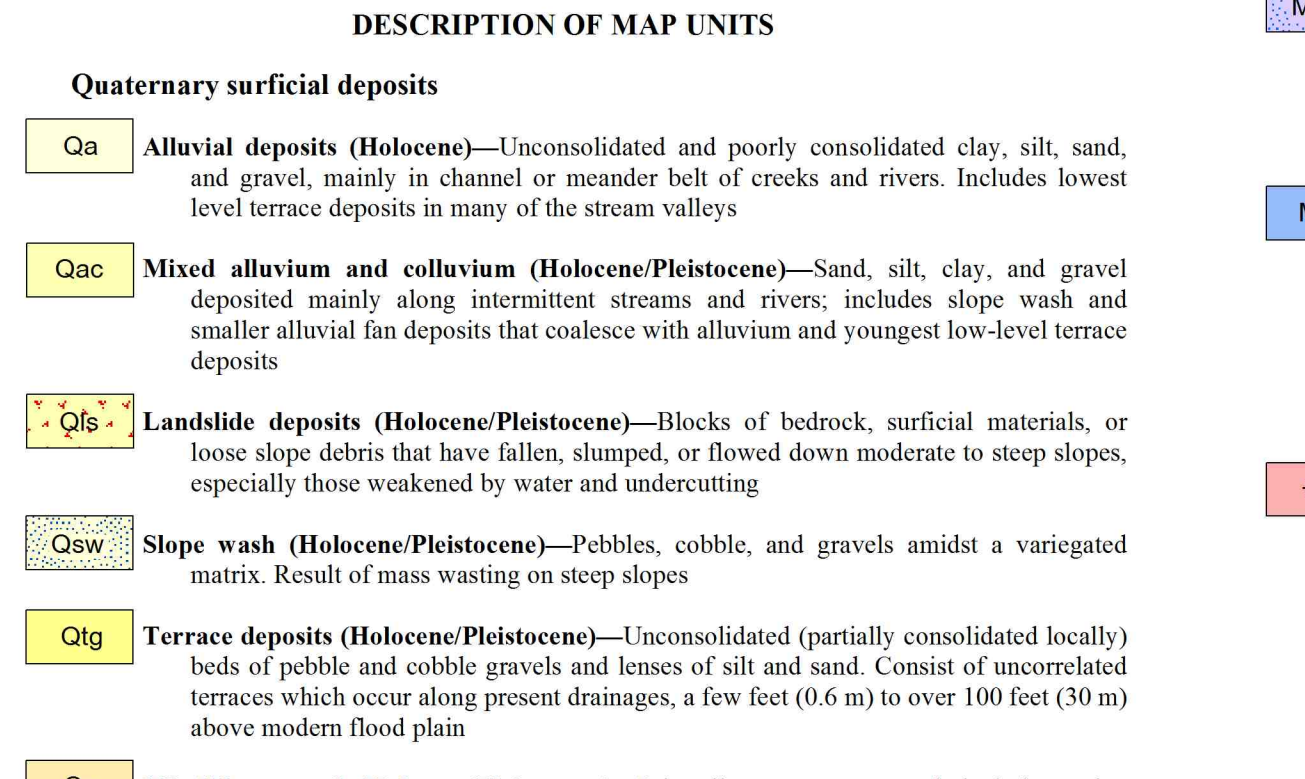 DESCRIPTION OF MAP UNITS
Quaternary surficial deposits
Qa
Alluvial deposits (Holocene)—Unconsolidated and poorly consolidated clay, silt, sand,
and gravel, mainly in channel or meander belt of creeks and rivers. Includes lowest
level terrace deposits in many of the stream valleys
Qac
Mixed alluvium and colluvium (Holocene/Pleistocene)—Sand, silt, clay, and gravel
deposited mainly along intermittent streams and rivers; includes slope wash and
smaller alluvial fan deposits that coalesce with alluvium and youngest low-level terrace
deposits
Qls
Landslide deposits (Holocene/Pleistocene)—Blocks of bedrock, surficial materials, or
loose slope debris that have fallen, slumped, or flowed down moderate to steep slopes,
especially those weakened by water and undercutting
Qsw
Slope wash (Holocene/Pleistocene)—Pebbles, cobble, and gravels amidst a variegated
matrix. Result of mass wasting on steep slopes
Qtg
Terrace deposits (Holocene/Pleistocene)—Unconsolidated (partially consolidated locally)
beds of pebble and cobble gravels and lenses of silt and sand. Consist of uncorrelated
terraces which occur along present drainages, a few feet (0.6 m) to over 100 feet (30 m)
above modern flood plain